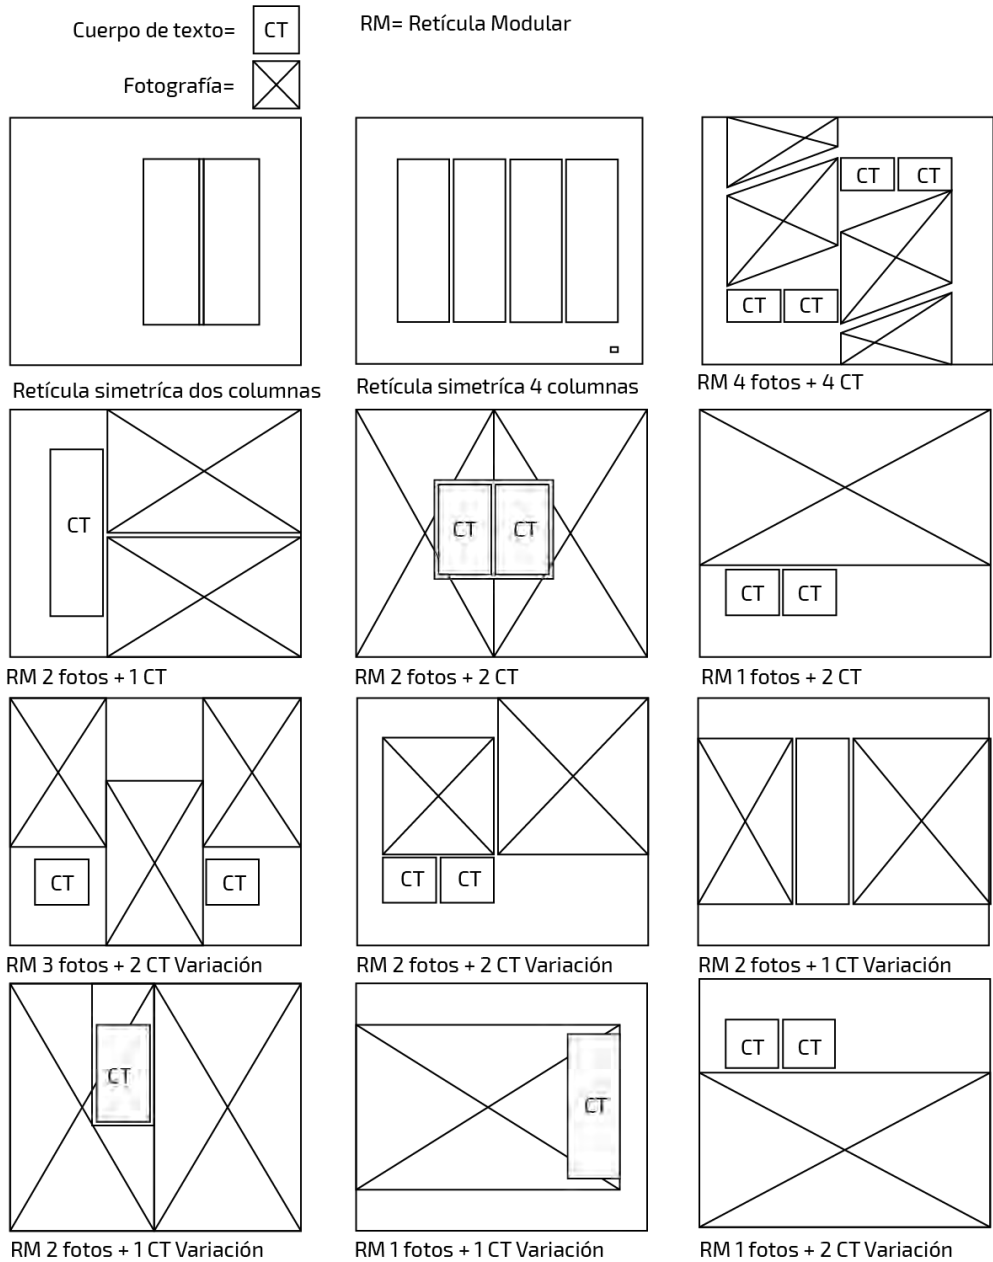 Cuerpo de texto= CT RM= Retícula Modular
Fotografía=
CT CT
CT CT
Retícula simetríca dos columnas
Retícula simetríca 4 columnas
RM 4 fotos + 4 CT
CT
CT CT
CT CT
RM 2 fotos + 1 CT
RM 2 fotos + 2 CT
RM 1 fotos + 2 CT
CT CT
CT CT
RM 3 fotos + 2 CT Variación
RM 2 fotos + 2 CT Variación
RM 2 fotos + 1 CT Variación
CT
CT
CT CT
RM 2 fotos + 1 CT Variación
RM 1 fotos + 1 CT Variación
RM 1 fotos + 2 CT Variación